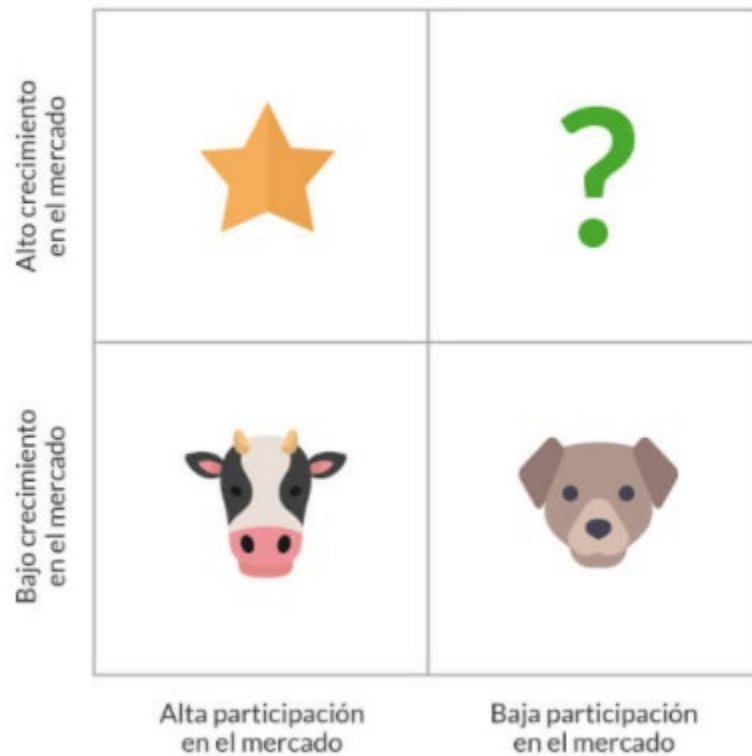 Alto crecimiento
en el mercado
?
Bajo crecimiento
en el mercado
Alta participación
en el mercado
Baja participación
en el mercado